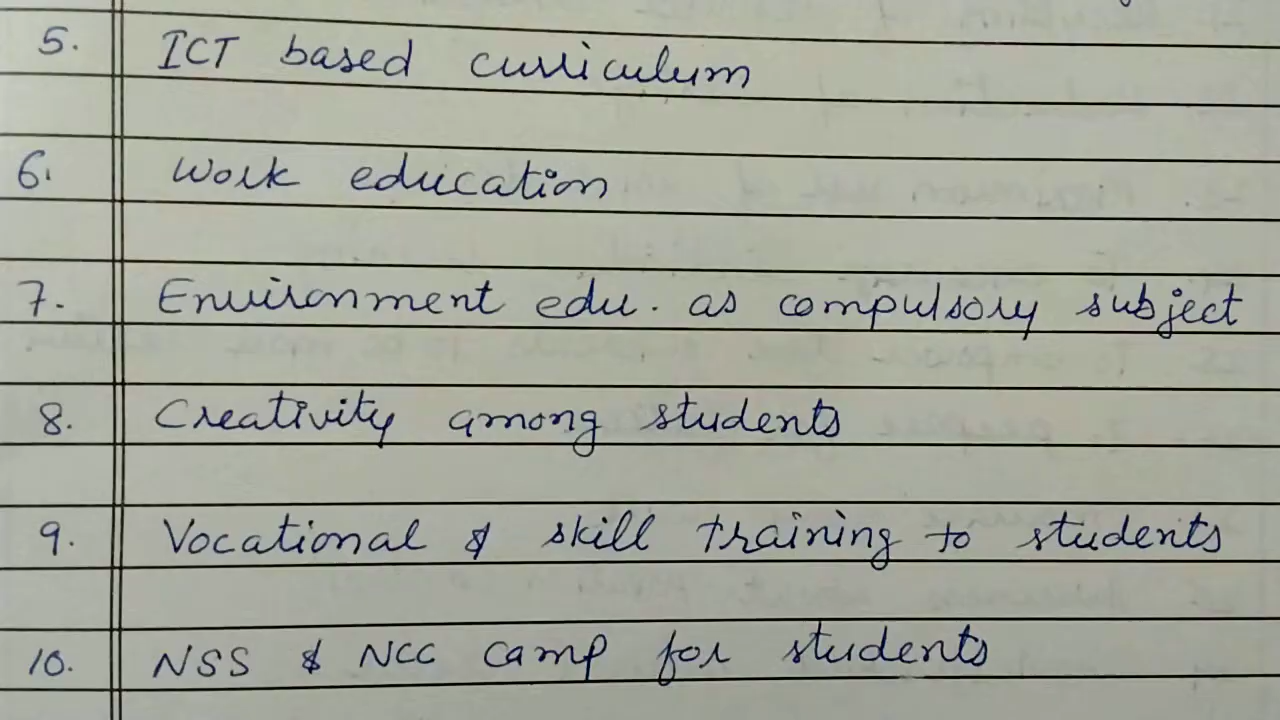 5. ICT based curriculum
6. Work education
7. Environment edu. as compulsory subject
8. Creativity among students
9. Vocational & skill training to students
10. NSS & NCC camp for students